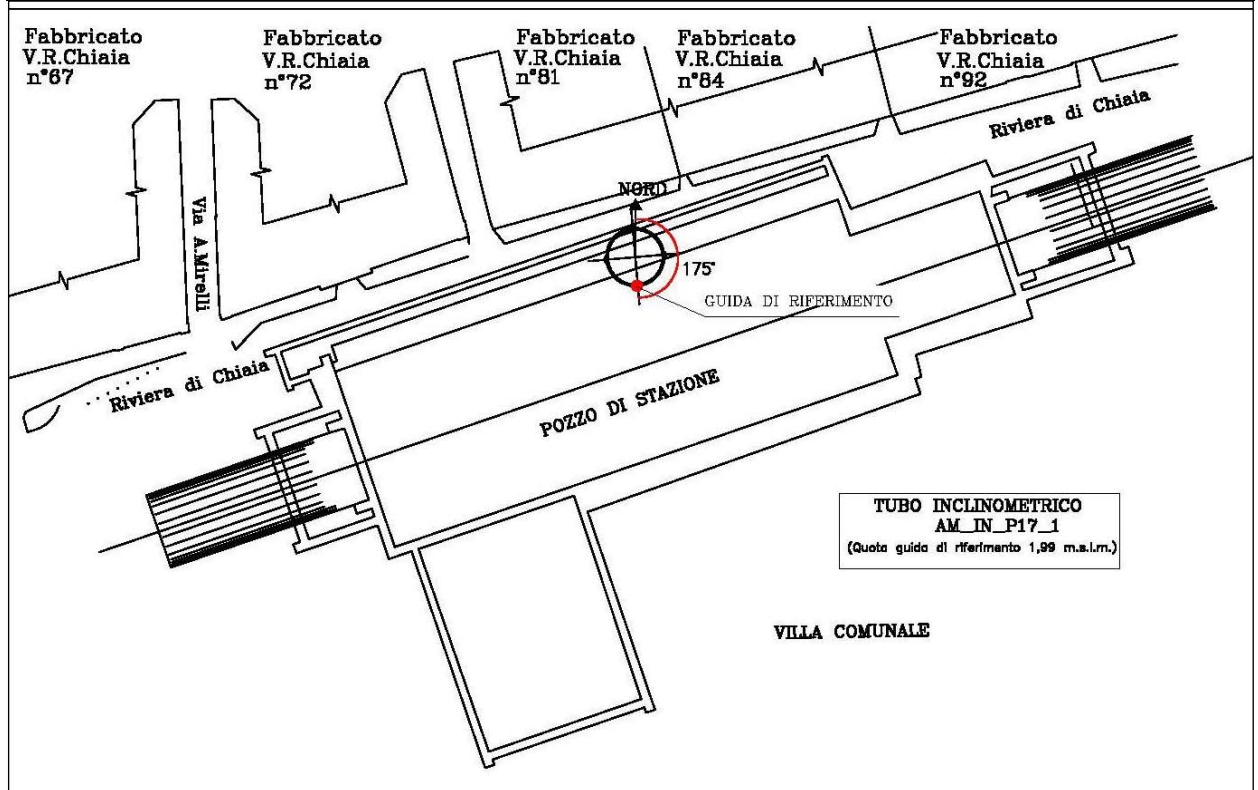 Fabbricato
V.R.Chiaia
n°67
Fabbricato
V.R.Chiaia
n°72
Fabbricato
V.R.Chiaia
n°81
Fabbricato
V.R.Chiaia
n°84
Fabbricato
V.R.Chiaia
n°92
Riviera di Chiaia
NORD
Via A.Mirelli
175°
GUIDA DI RIFERIMENTO
Riviera di Chiaia
POZZO DI STAZIONE
TUBO INCLINOMETRICO
AM_IN_P17_1
(Quota guida di riferimento 1,99 m.s.l.m.)
VILLA COMUNALE